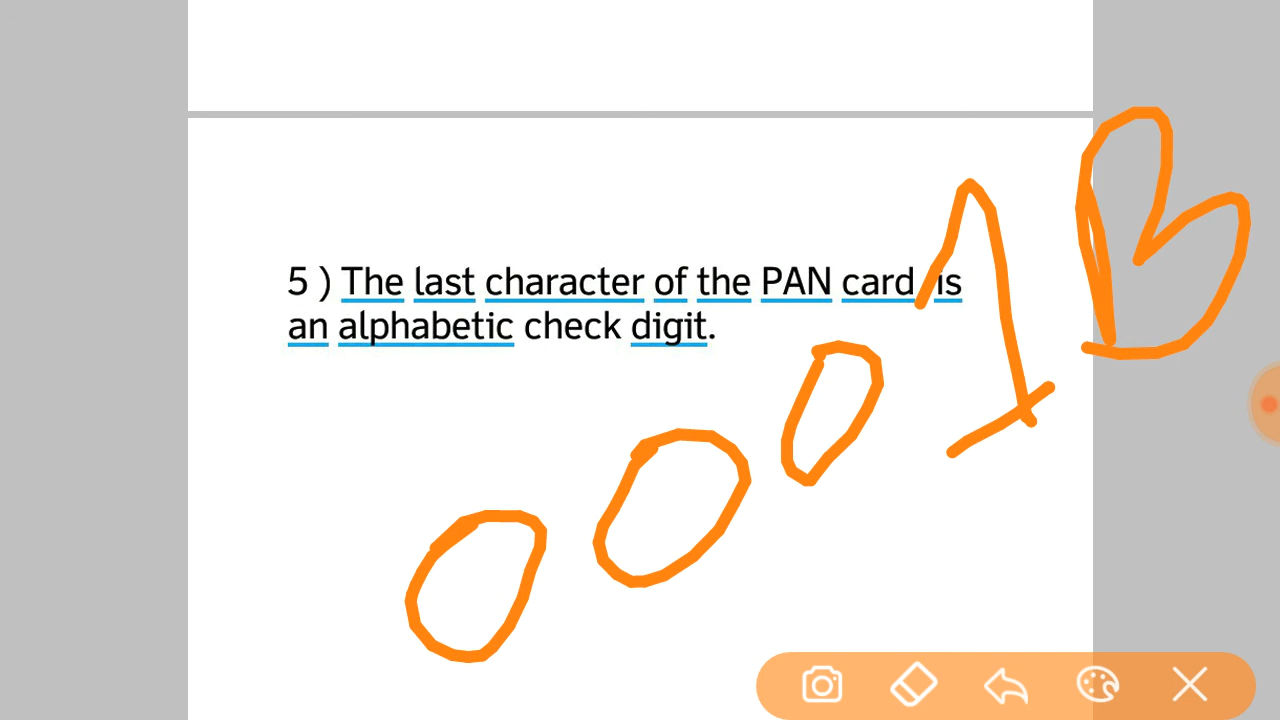 5 ) The last character of the PAN card is
an alphabetic check digit.
0001B